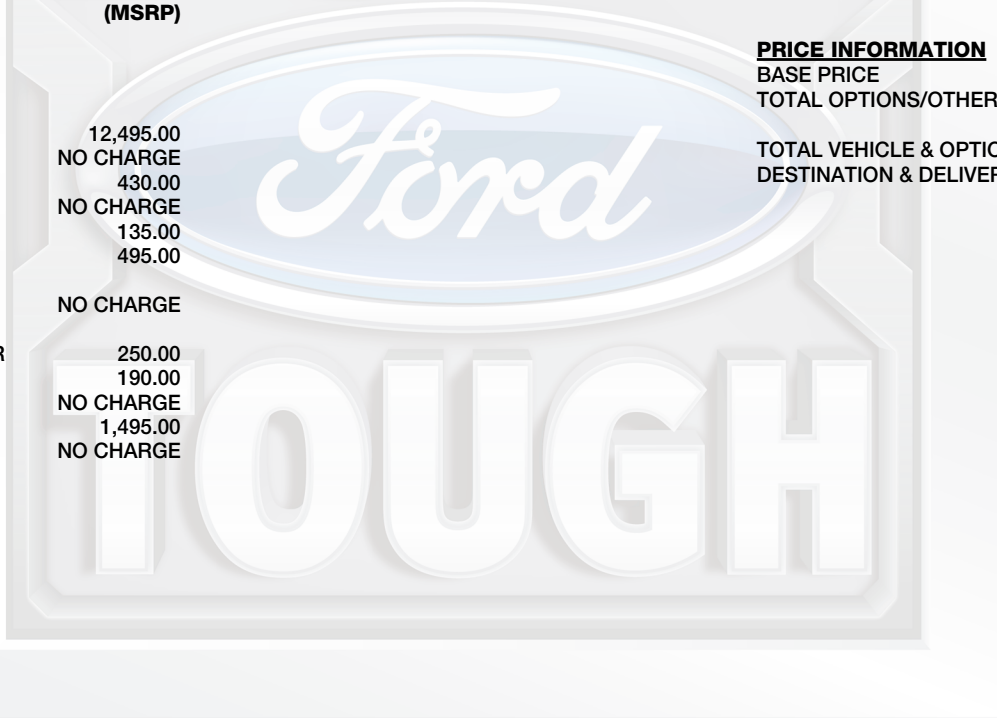 (MSRP)
12,495.00
NO CHARGE
430.00
NO CHARGE
135.00
495.00
NO CHARGE
R 250.00
190.00
NO CHARGE
1,495.00
NO CHARGE
PRICE INFORMATION
BASE PRICE
TOTAL OPTIONS/OTHER
TOTAL VEHICLE & OPTIO
DESTINATION & DELIVER
Ford
TOUGH